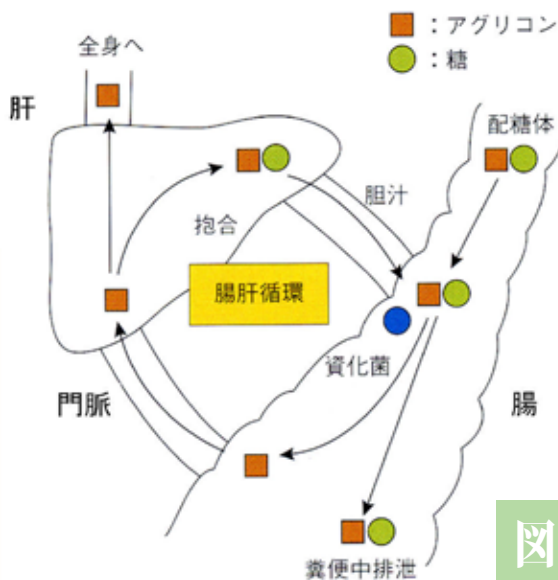 ：アグリコン
：糖
全身へ
肝
配糖体
胆汁
抱合
腸肝循環
資化菌
門脈
腸
糞便中排泄
図